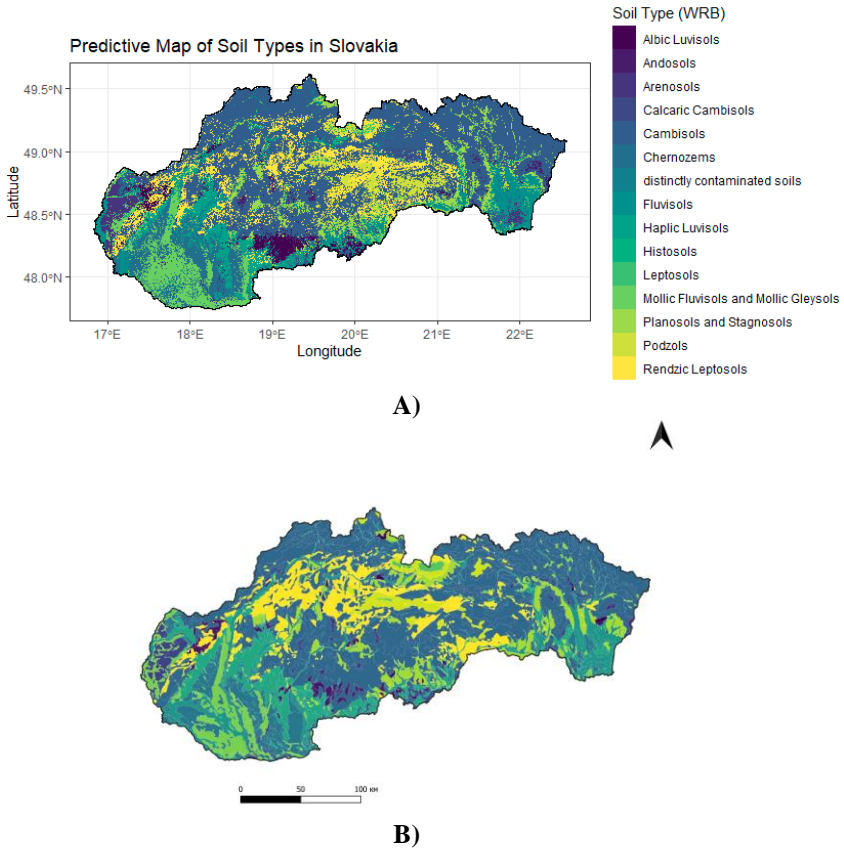 Soil Type (WRB)
Predictive Map of Soil Types in Slovakia
Albic Luvisols
Andosols
Arenosols
Calcaric Cambisols
Cambisols
Chernozems
distinctly contaminated soils
Fluvisols
Haplic Luvisols
Histosols
Leptosols
Mollic Fluvisols and Mollic Gleysols
Planosols and Stagnosols
Podzols
Rendzic Leptosols
Latitude
49.5°N
49.0°N
48.5°N
48.0°N
17°E 18°E 19°E 20°E 21°E 22°E
Longitude
A)
0 50 100 км
B)